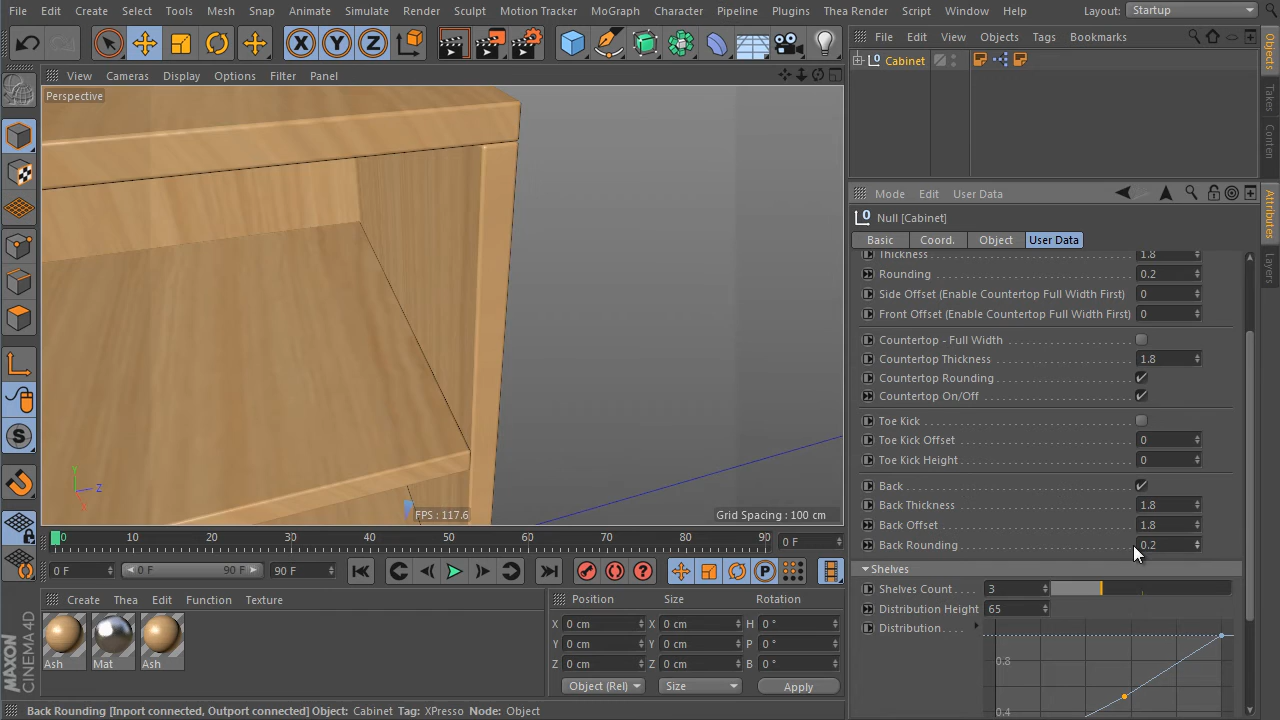 File Edit Create Select Tools Mesh Snap Animate Simulate Render Sculpt Motion Tracker MoGraph Character Pipeline Plugins Thea Render Script Window Help Layout: Startup
File Edit View Objects Tags Bookmarks
Cabinet
View Cameras Display Options Filter Panel
Perspective
Y
Z
X
FPS : 117.6
Grid Spacing : 100 cm
Objects
Takes
Conten
Attributes
Layers
Mode Edit User Data
Null [Cabinet]
Basic Coord. Object User Data
Thickness 1.8
Rounding 0.2
Side Offset (Enable Countertop Full Width First) 0
Front Offset (Enable Countertop Full Width First) 0
Countertop - Full Width
Countertop Thickness 1.8
Countertop Rounding
Countertop On/Off
Toe Kick
Toe Kick Offset 0
Toe Kick Height 0
Back
Back Thickness 1.8
Back Offset 1.8
Back Rounding 0.2
Shelves
Shelves Count 3
Distribution Height 65
Distribution
0.8
0.4
0 10 20 30 40 50 60 70 80 90 0 F
0 F 0 F 90 F 90 F
Create Thea Edit Function Texture
Ash Mat Ash
Position Size Rotation
X 0 cm X 0 cm H 0 °
Y 0 cm Y 0 cm P 0 °
Z 0 cm Z 0 cm B 0 °
Object (Rel) Size Apply
MAXON
CINEMA 4D
Back Rounding [Inport connected, Outport connected] Object: Cabinet Tag: XPresso Node: Object